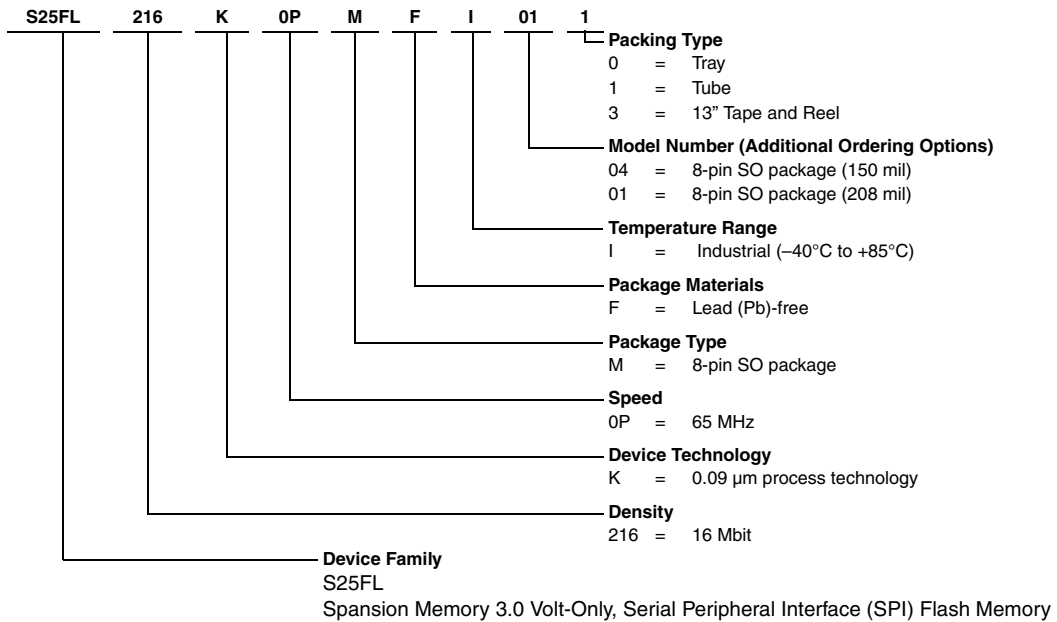 S25FL 216 K 0P M F I 01 1
Packing Type
0 = Tray
1 = Tube
3 = 13” Tape and Reel
Model Number (Additional Ordering Options)
04 = 8-pin SO package (150 mil)
01 = 8-pin SO package (208 mil)
Temperature Range
I = Industrial (–40°C to +85°C)
Package Materials
F = Lead (Pb)-free
Package Type
M = 8-pin SO package
Speed
0P = 65 MHz
Device Technology
K = 0.09 µm process technology
Density
216 = 16 Mbit
Device Family
S25FL
Spansion Memory 3.0 Volt-Only, Serial Peripheral Interface (SPI) Flash Memory